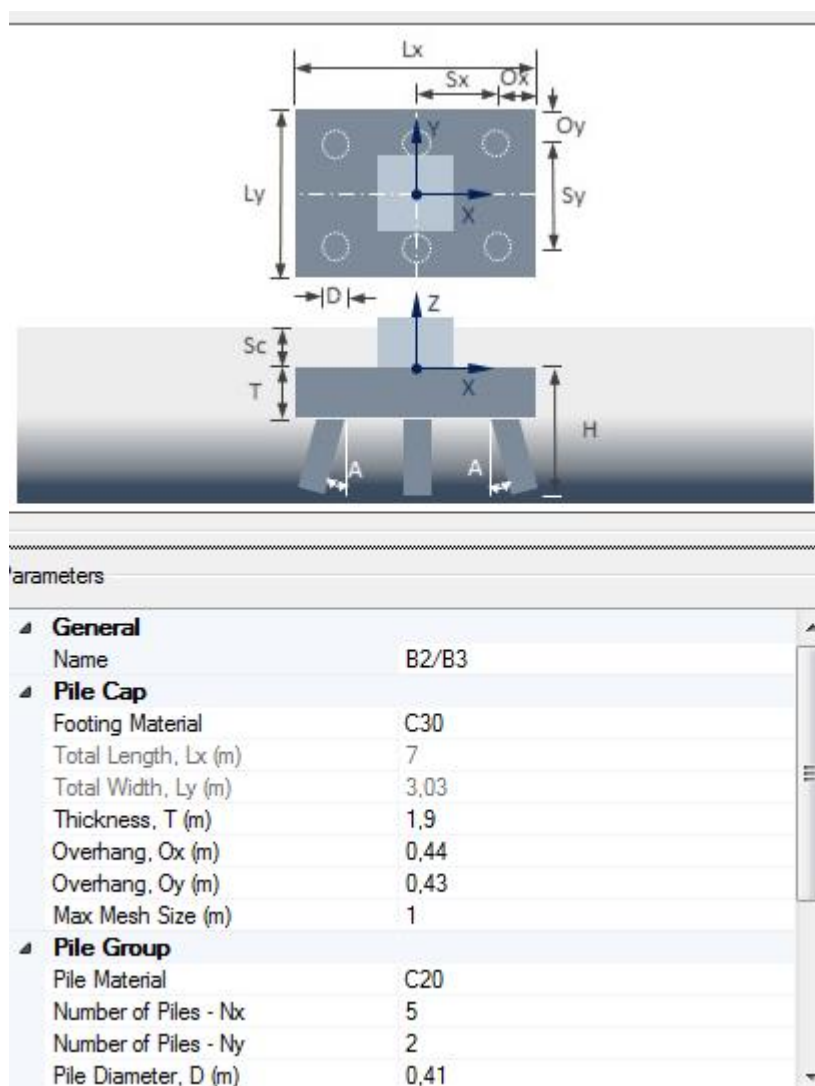 Lx
Sx Ox
Y Oy
Ly X Sy
D
Z
Sc
X
T
H
A A
Parameters
General
Name B2/B3
Pile Cap
Footing Material C30
Total Length, Lx (m) 7
Total Width, Ly (m) 3,03
Thickness, T (m) 1,9
Overhang, Ox (m) 0,44
Overhang, Oy (m) 0,43
Max Mesh Size (m) 1
Pile Group
Pile Material C20
Number of Piles - Nx 5
Number of Piles - Ny 2
Pile Diameter, D (m) 0,41